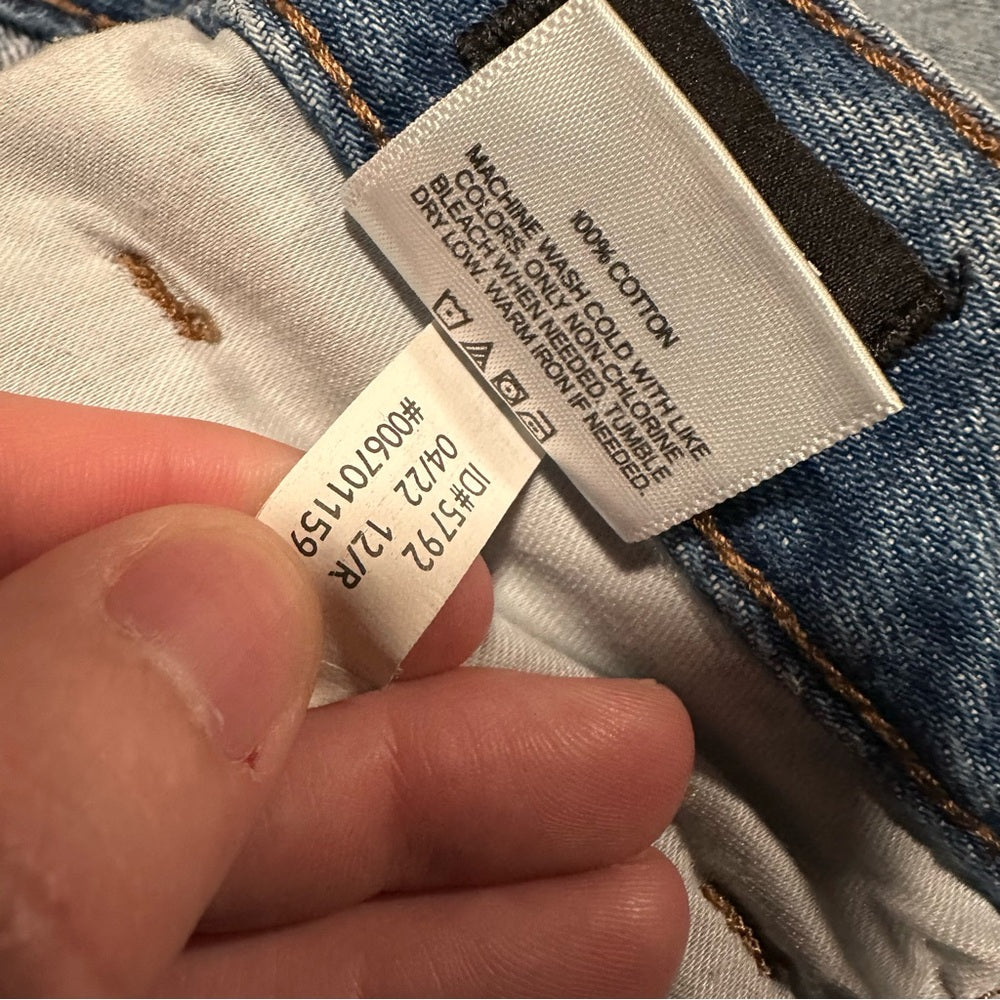 100% COTTON
MACHINE WASH COLD WITH LIKE
COLORS. ONLY NON-CHLORINE
BLEACH WHEN NEEDED. TUMBLE
DRY LOW. WARM IRON IF NEEDED.
ID#5792
04/22 12/R
#006701159